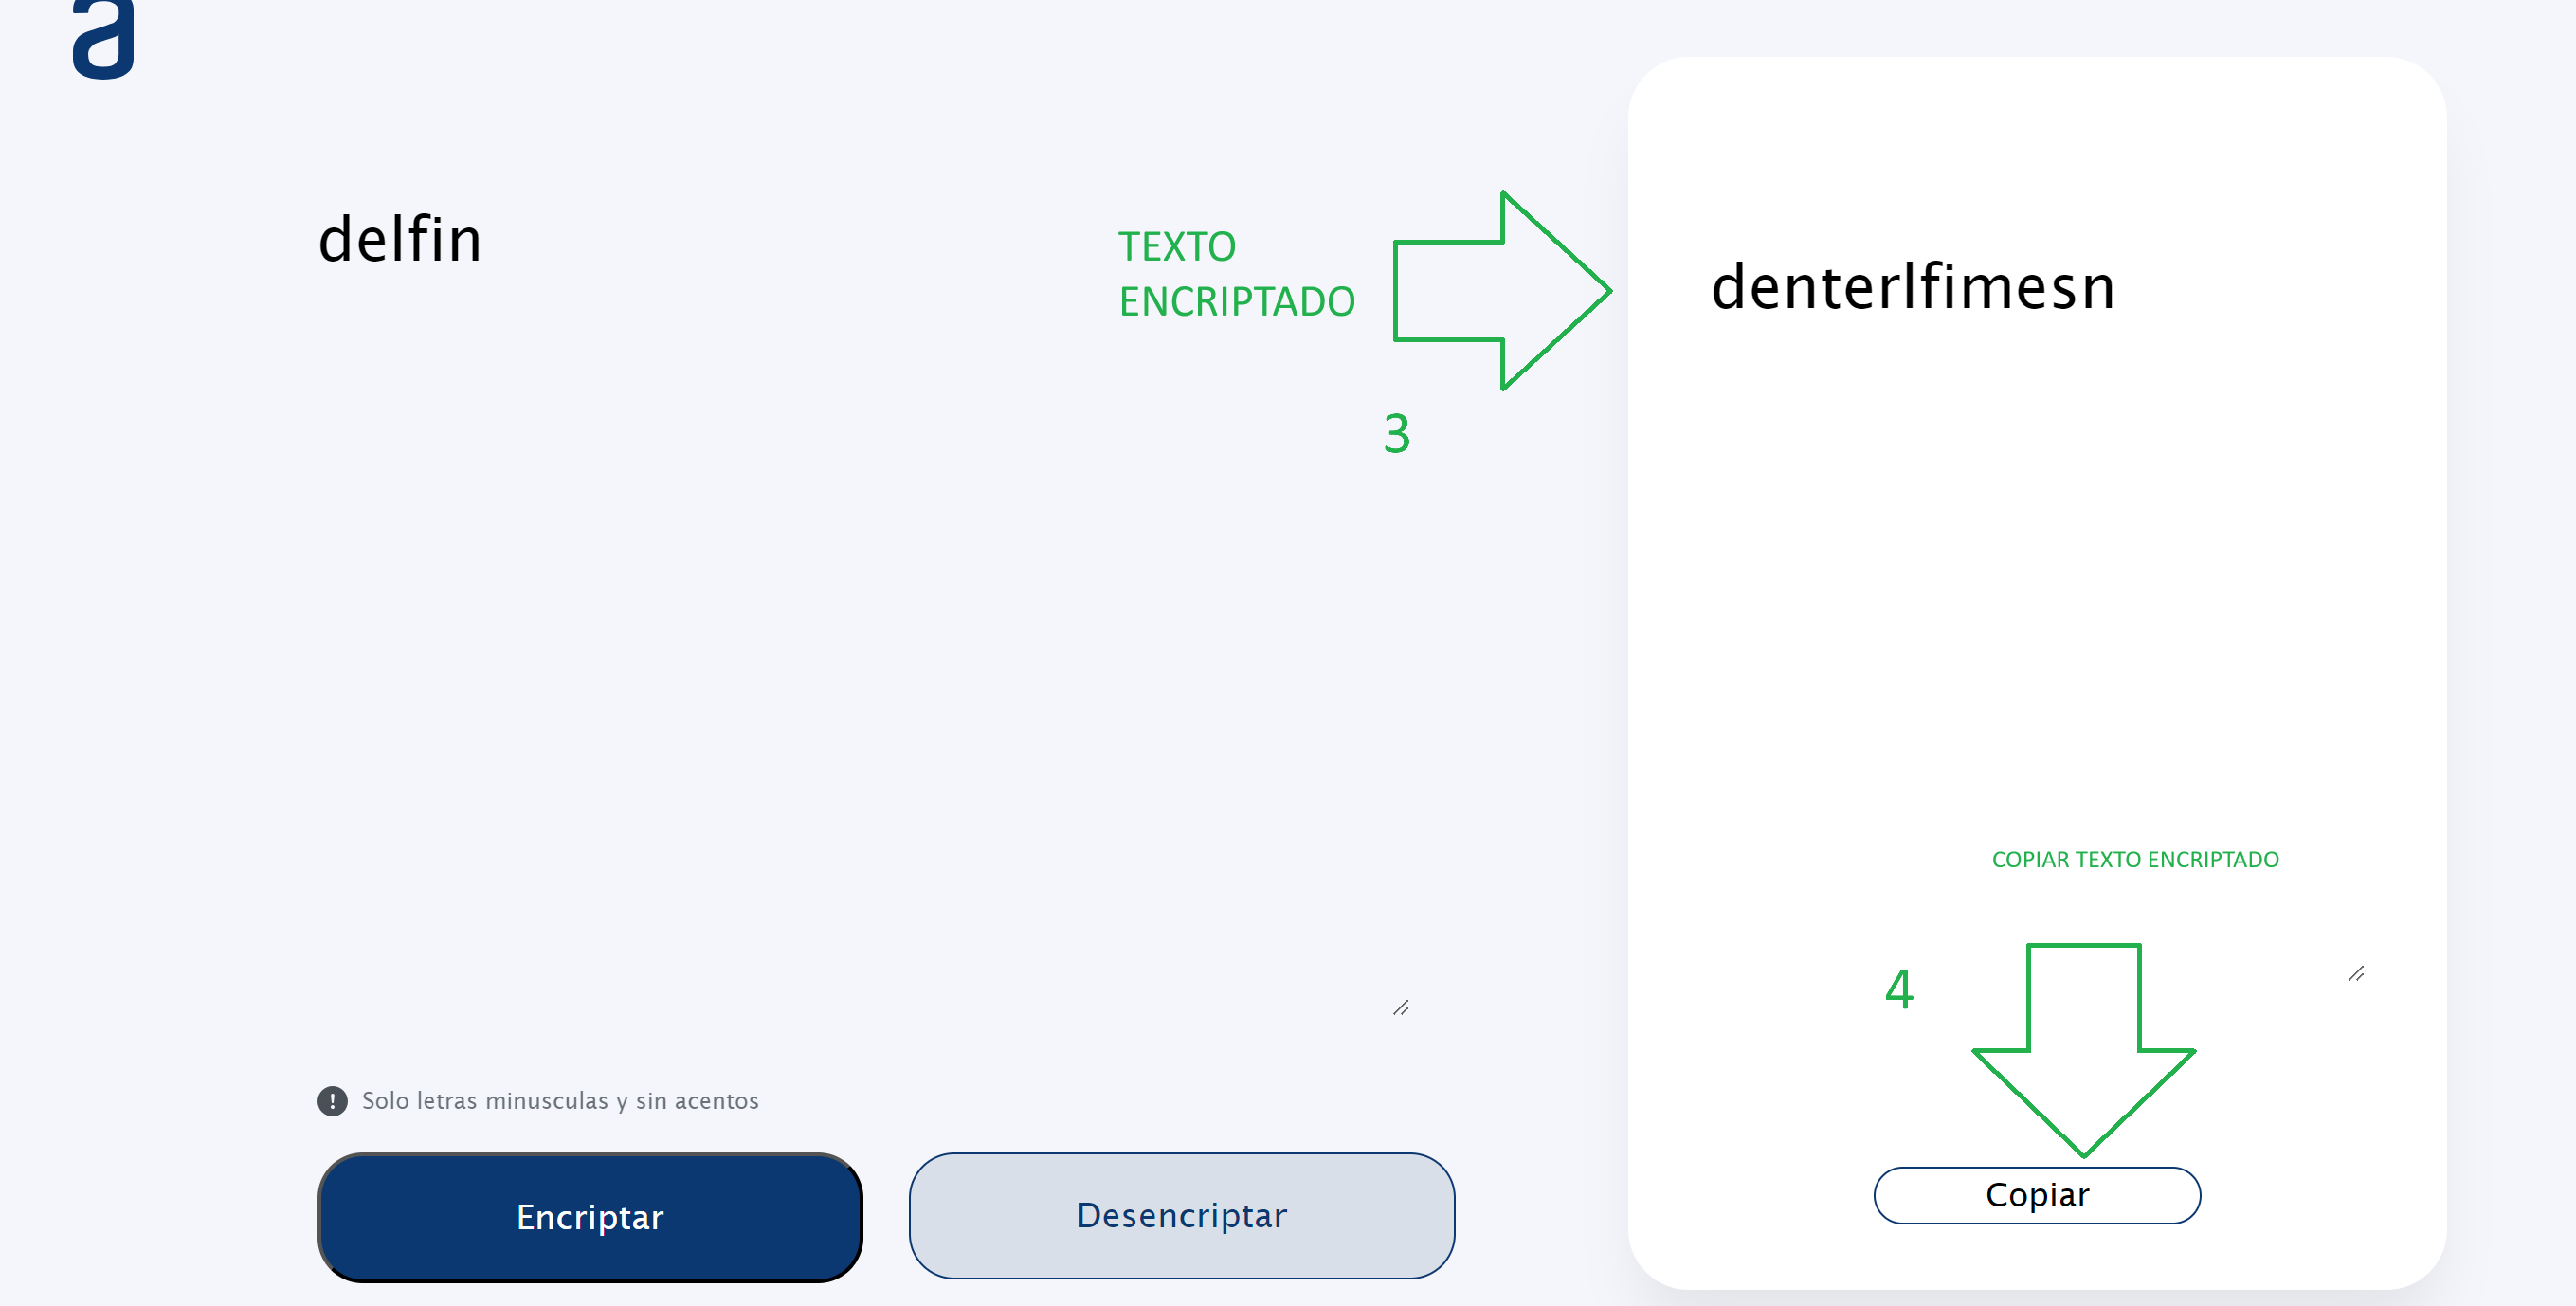 a
delfin
TEXTO
ENCRIPTADO
3
denterlfimesn
COPIAR TEXTO ENCRIPTADO
4
! Solo letras minusculas y sin acentos
Encriptar
Desencriptar
Copiar